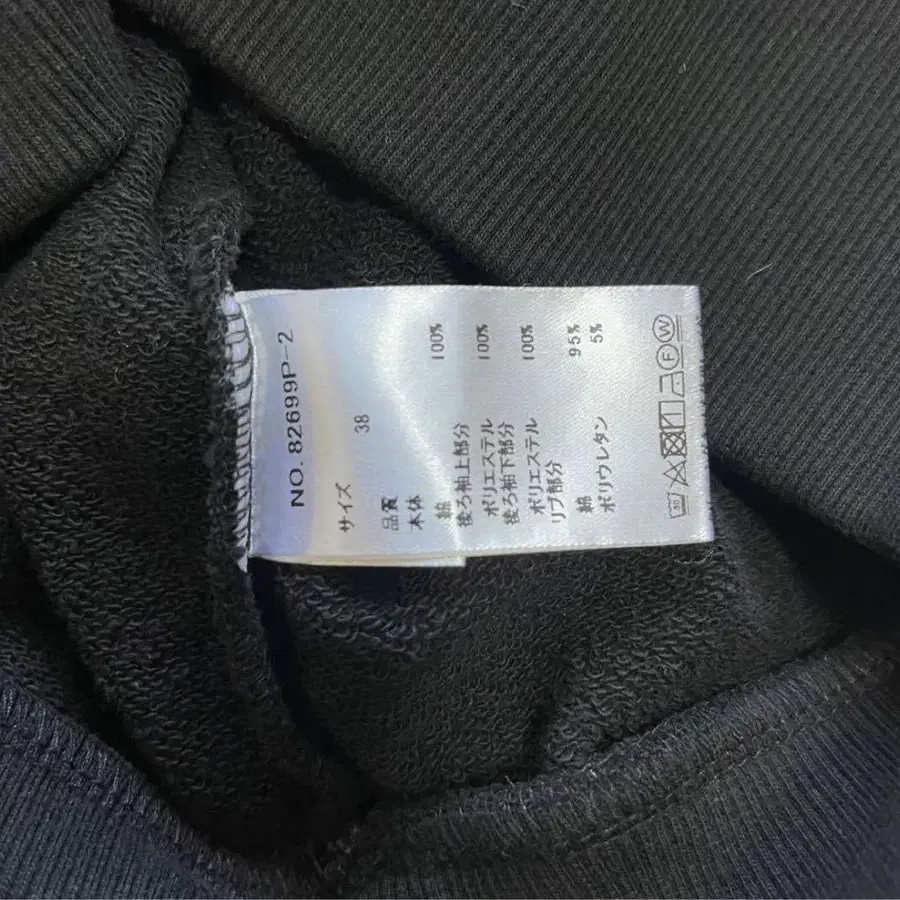 NO. 82699P-2
サイズ 38
品質
本体
綿 100%
後ろ袖上部分
ポリエステル 100%
後ろ袖下部分
ポリエステル 100%
リブ部分
綿 95%
ポリウレタン 5%
30 F W